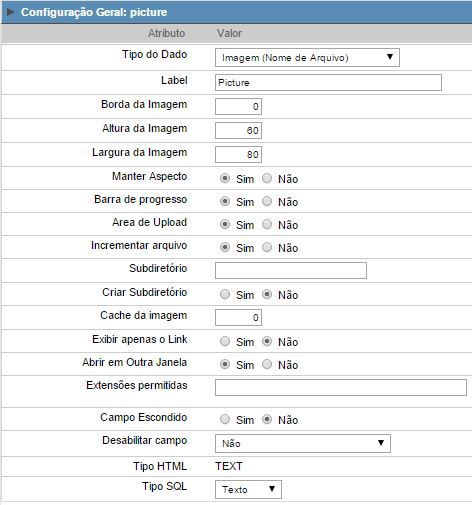 Configuração Geral: picture
Atributo Valor
Tipo do Dado Imagem (Nome de Arquivo)
Label Picture
Borda da Imagem 0
Altura da Imagem 60
Largura da Imagem 80
Manter Aspecto Sim Não
Barra de progresso Sim Não
Area de Upload Sim Não
Incrementar arquivo Sim Não
Subdiretório
Criar Subdiretório Sim Não
Cache da imagem 0
Exibir apenas o Link Sim Não
Abrir em Outra Janela Sim Não
Extensões permitidas
Campo Escondido Sim Não
Desabilitar campo Não
Tipo HTML TEXT
Tipo SQL Texto